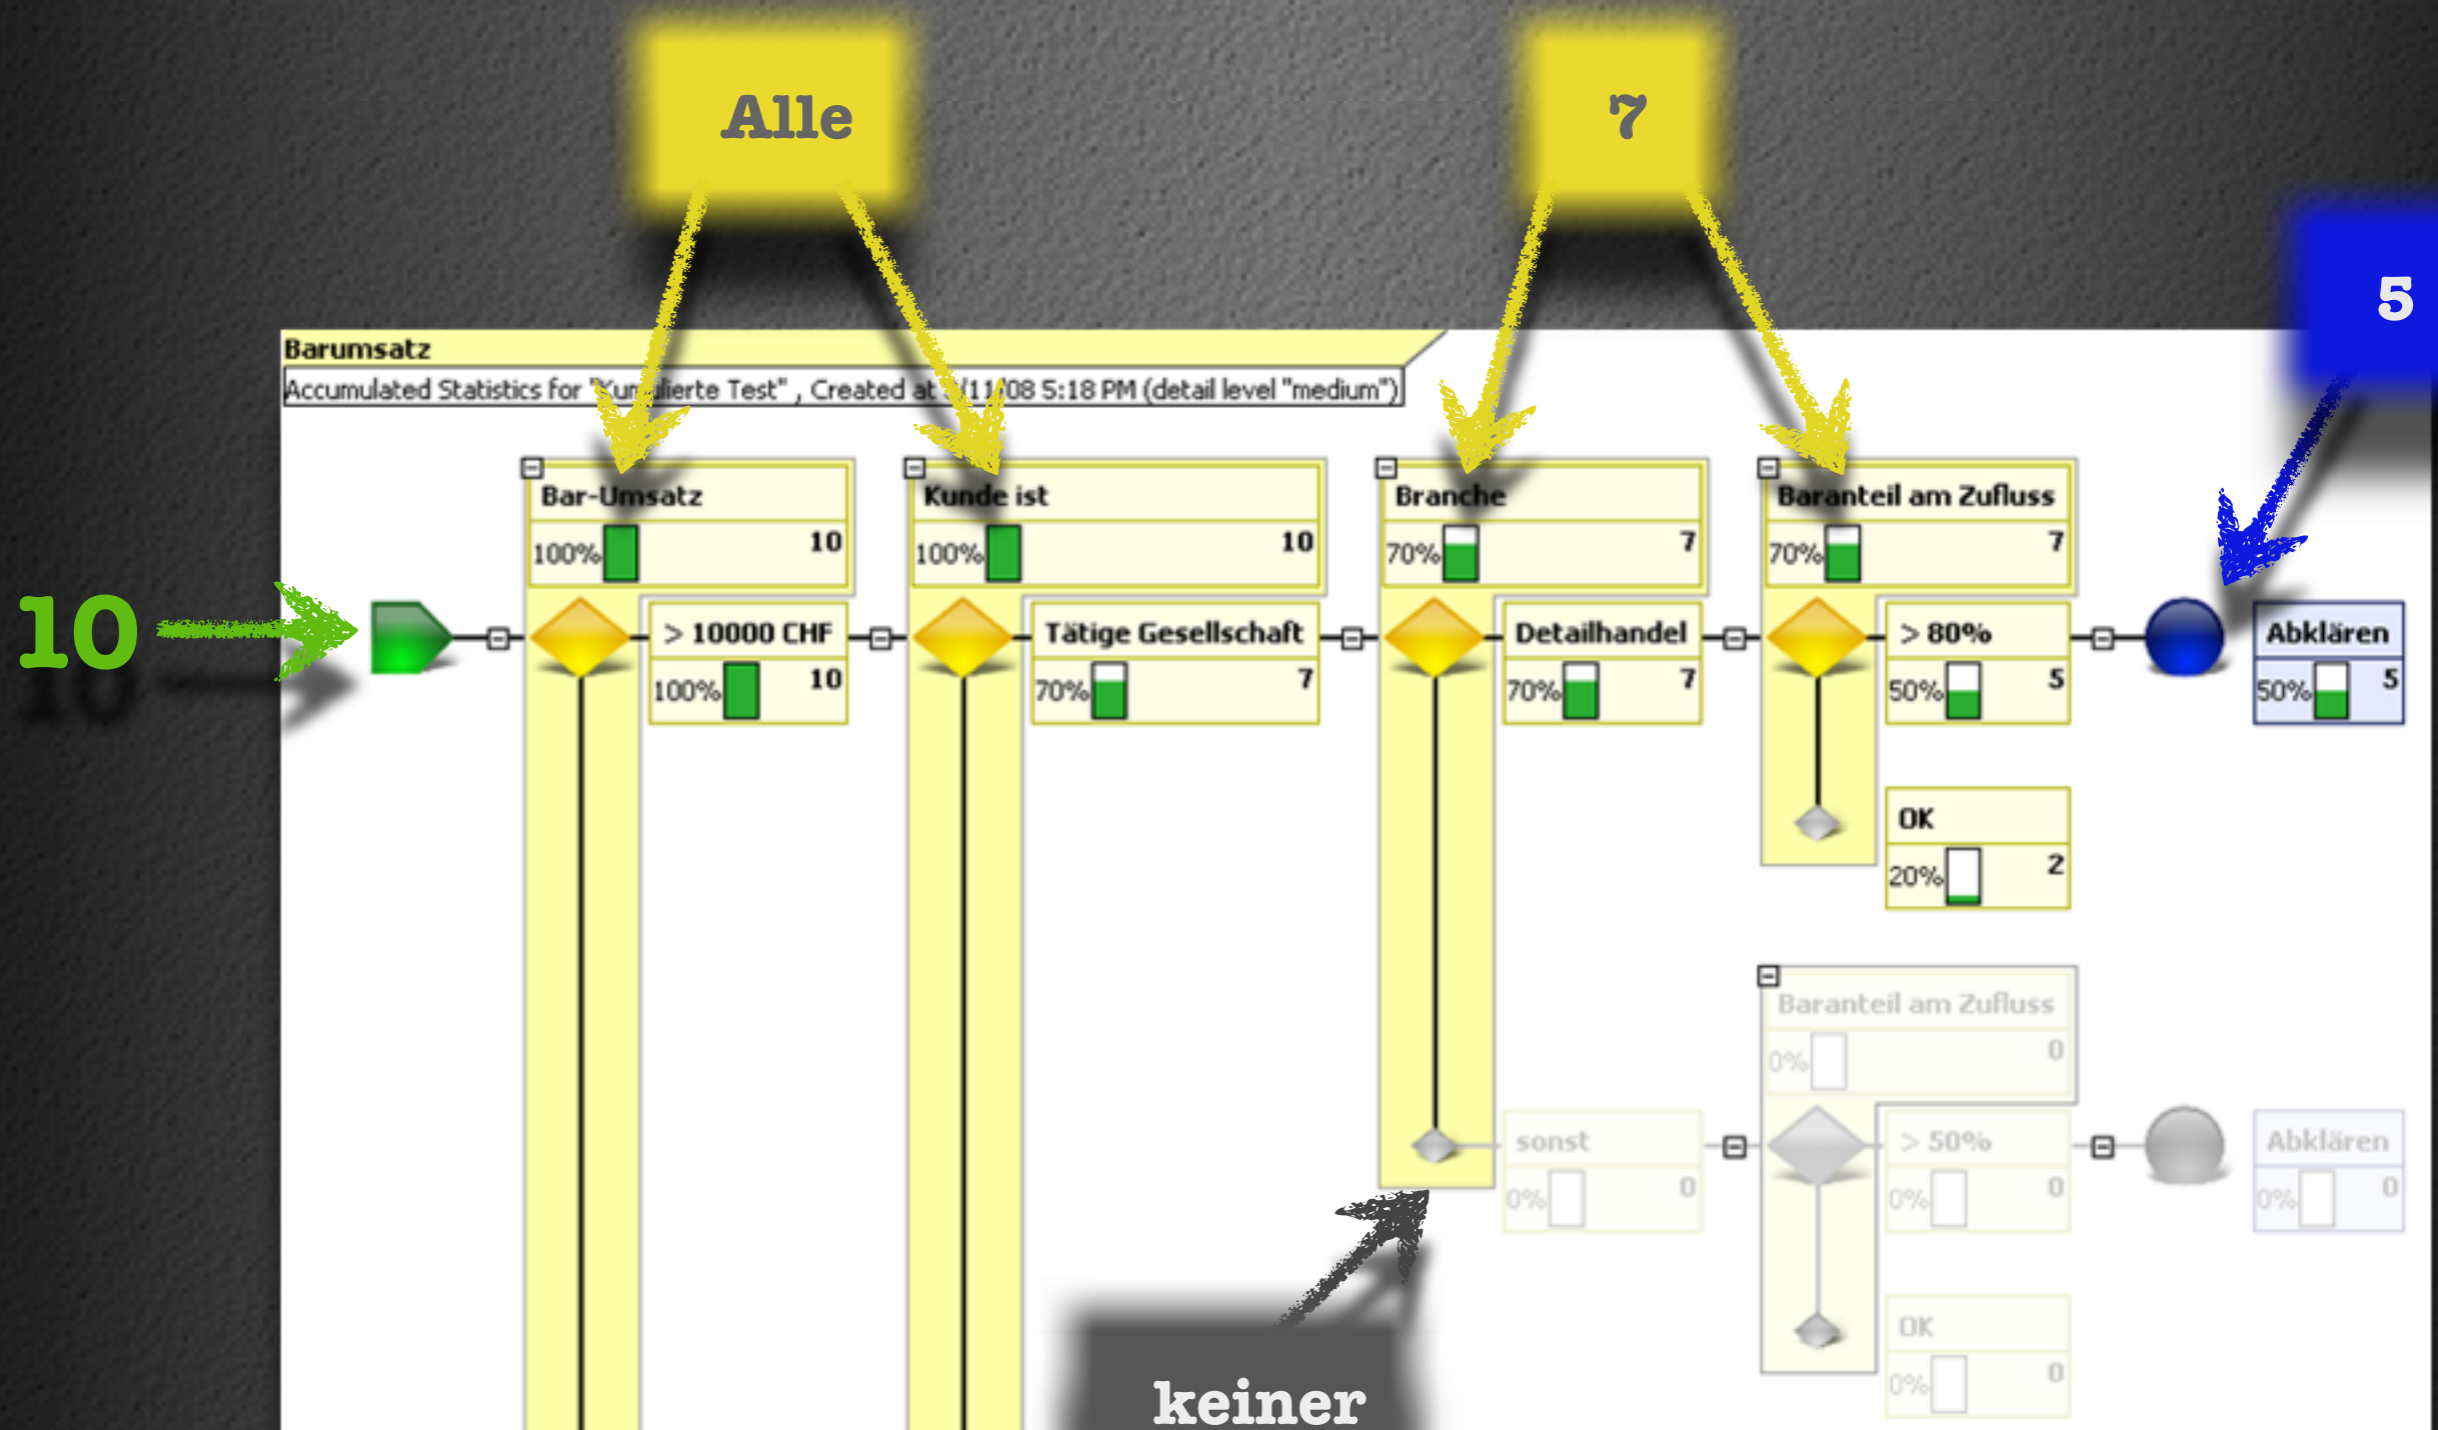 Alle
7
5
Barumsatz
Accumulated Statistics for "Kumulierte Test" , Created at /11/08 5:18 PM (detail level "medium")
Bar-Umsatz
100% 10
Kunde ist
100% 10
Branche
70% 7
Baranteil am Zufluss
70% 7
10
> 10000 CHF
100% 10
Tätige Gesellschaft
70% 7
Detailhandel
70% 7
> 80%
50% 5
Abklären
50% 5
OK
20% 2
Baranteil am Zufluss
0% 0
sonst
0% 0
> 50%
0% 0
Abklären
0% 0
OK
0% 0
keiner